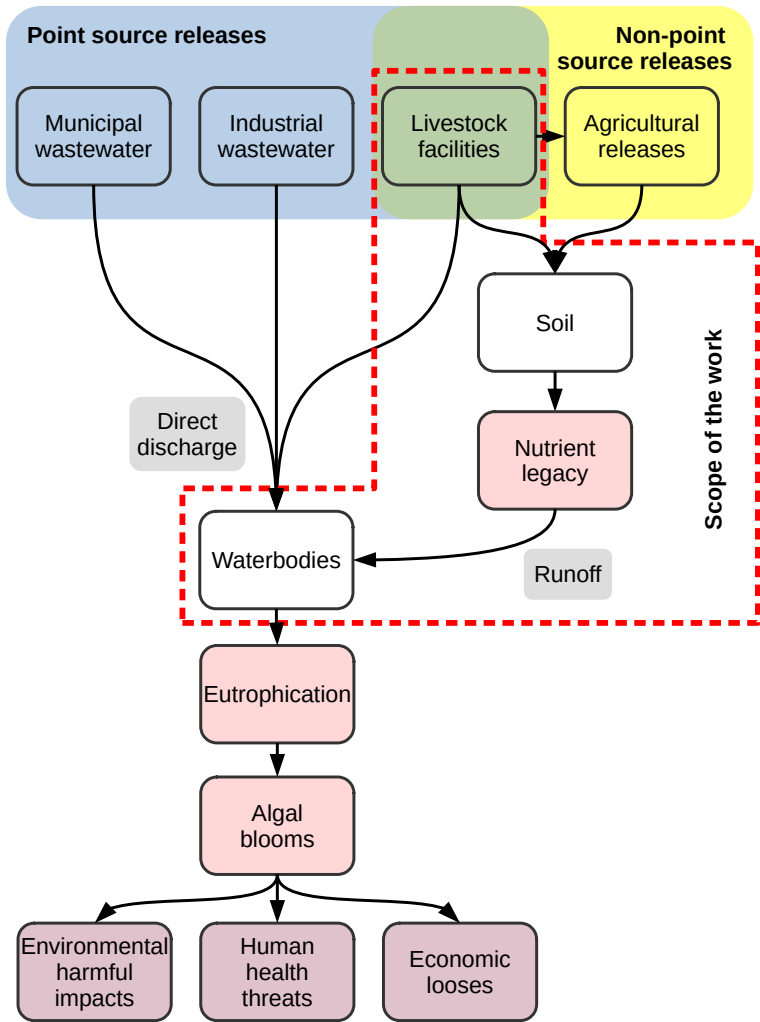 Point source releases
Non-point
source releases
Municipal
wastewater
Industrial
wastewater
Livestock
facilities
Agricultural
releases
Soil
Scope of the work
Direct
discharge
Nutrient
legacy
Waterbodies
Runoff
Eutrophication
Algal
blooms
Environmental
harmful
impacts
Human
health
threats
Economic
looses